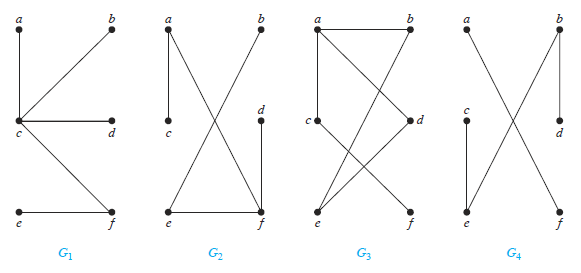 a b a b a b a b
d c
c d c c d d
e f e f e f e f
G1 G2 G3 G4